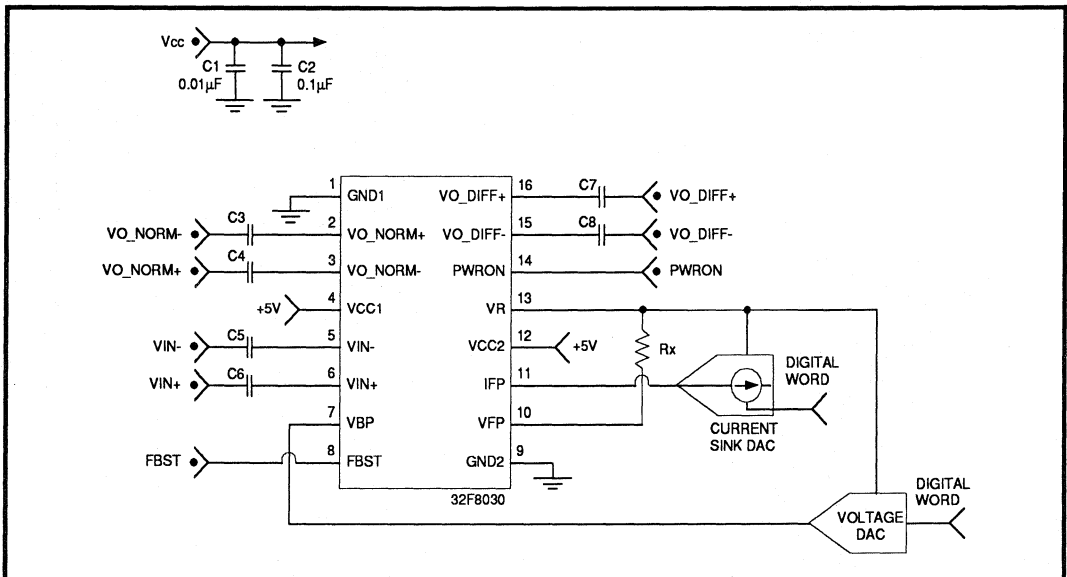 Vcc
C1
0.01µF
C2
0.1µF
1
GND1
VO_DIFF+
16
C7
VO_DIFF+
VO_NORM-
C3
2
VO_NORM+
VO_DIFF-
15
C8
VO_DIFF-
VO_NORM+
C4
3
VO_NORM-
PWRON
14
PWRON
+5V
4
VCC1
VR
13
VIN-
C5
5
VIN-
VCC2
12
+5V
Rx
VIN+
C6
6
VIN+
IFP
11
DIGITAL
WORD
7
VBP
VFP
10
CURRENT
SINK DAC
FBST
8
FBST
GND2
9
32F8030
DIGITAL
WORD
VOLTAGE
DAC